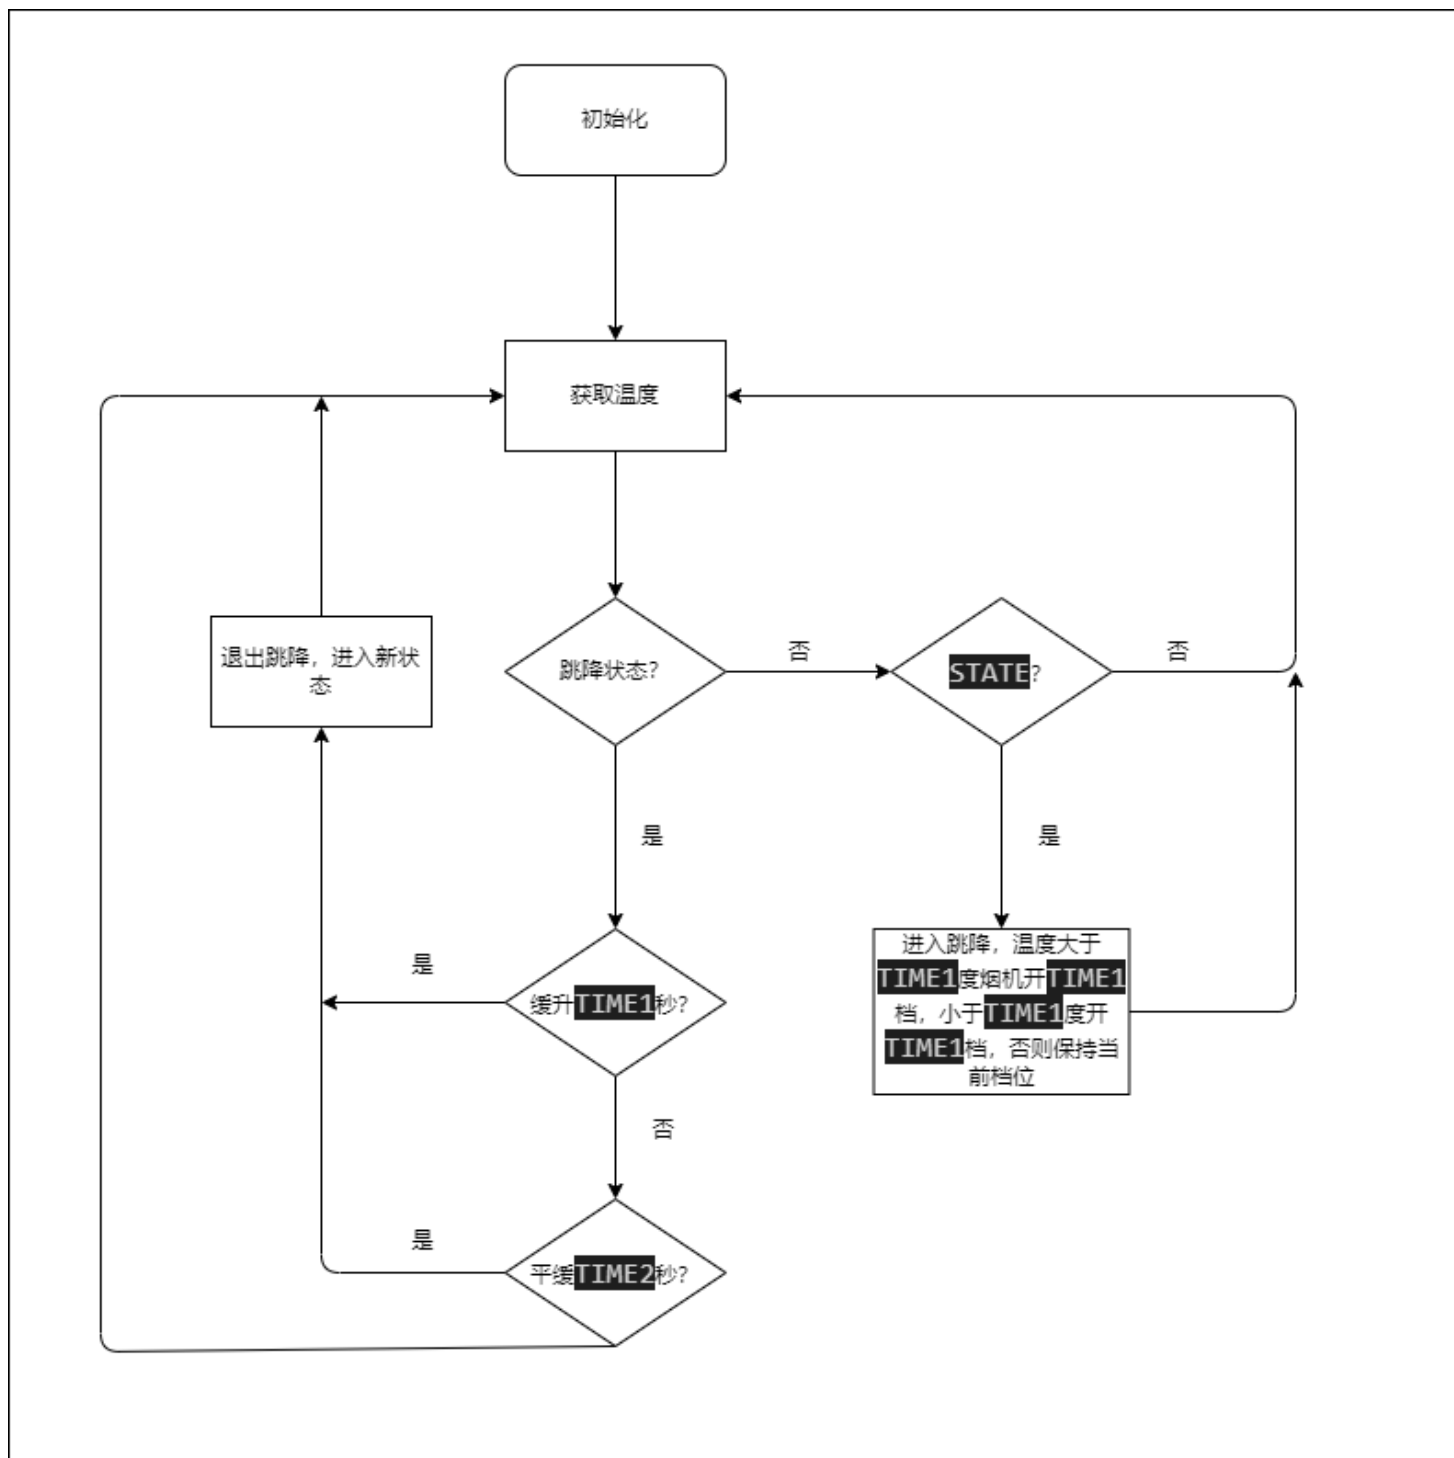 初始化
获取温度
退出跳降，进入新状
态
跳降状态？
否
STATE？
否
是
是
进入跳降，温度大于
TIME1度烟机开TIME1
档，小于TIME1度开
TIME1档，否则保持当
前档位
是
缓升TIME1秒？
否
是
平缓TIME2秒？